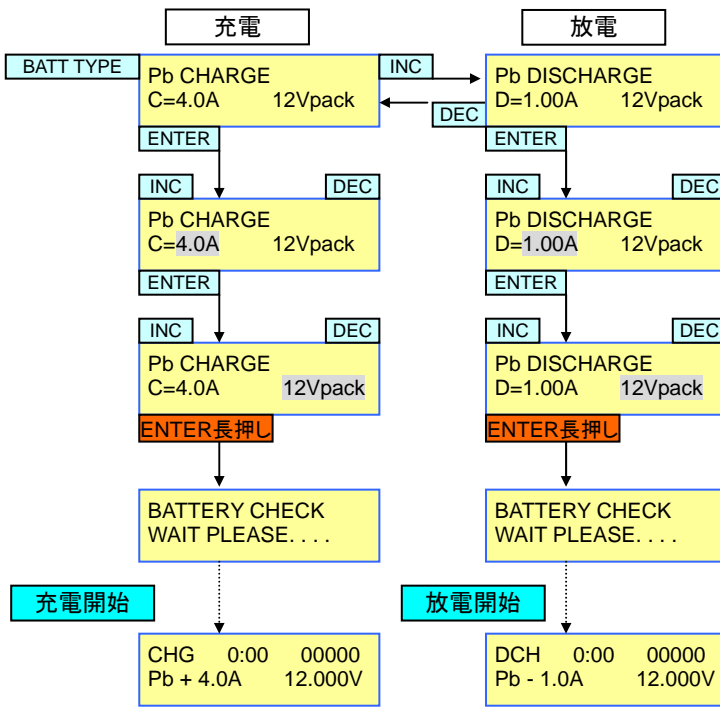 充電
放電
BATT TYPE
Pb CHARGE
C=4.0A 12Vpack
INC
DEC
Pb DISCHARGE
D=1.00A 12Vpack
ENTER
ENTER
INC DEC
Pb CHARGE
C=4.0A 12Vpack
INC DEC
Pb DISCHARGE
D=1.00A 12Vpack
ENTER
ENTER
INC DEC
Pb CHARGE
C=4.0A 12Vpack
INC DEC
Pb DISCHARGE
D=1.00A 12Vpack
ENTER長押し
ENTER長押し
BATTERY CHECK
WAIT PLEASE. . . .
BATTERY CHECK
WAIT PLEASE. . . .
充電開始
放電開始
CHG 0:00 00000
Pb + 4.0A 12.000V
DCH 0:00 00000
Pb - 1.0A 12.000V